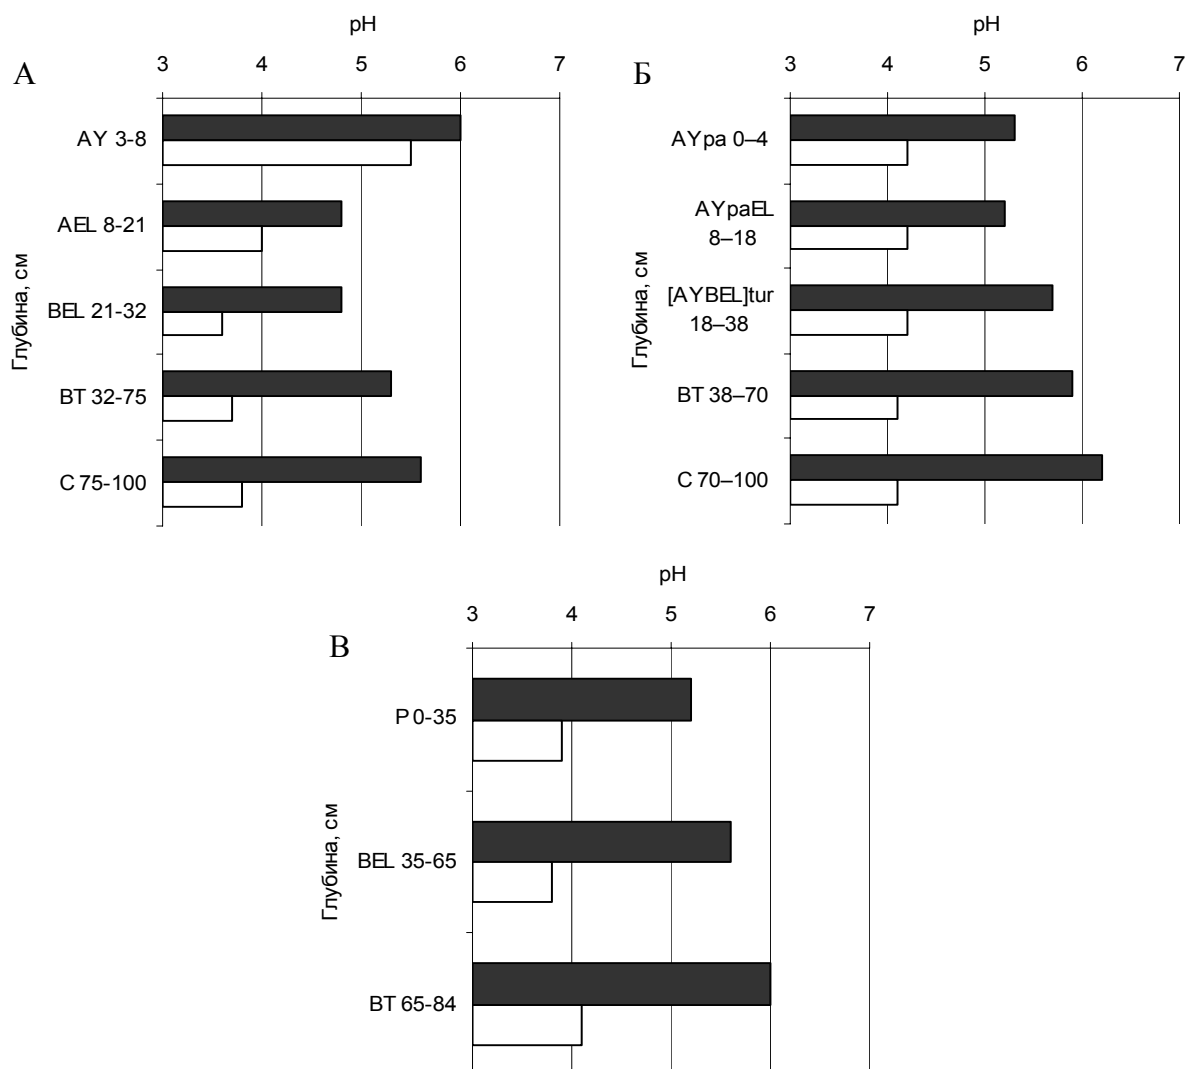 pH
3 4 5 6 7
А
AY 3-8
AEL 8-21
BEL 21-32
BT 32-75
C 75-100
Глубина, см
pH
3 4 5 6 7
Б
AYpa 0–4
AYpaEL
8–18
[AYBEL]tur
18–38
BT 38–70
C 70–100
Глубина, см
pH
3 4 5 6 7
В
P 0-35
BEL 35-65
BT 65-84
Глубина, см